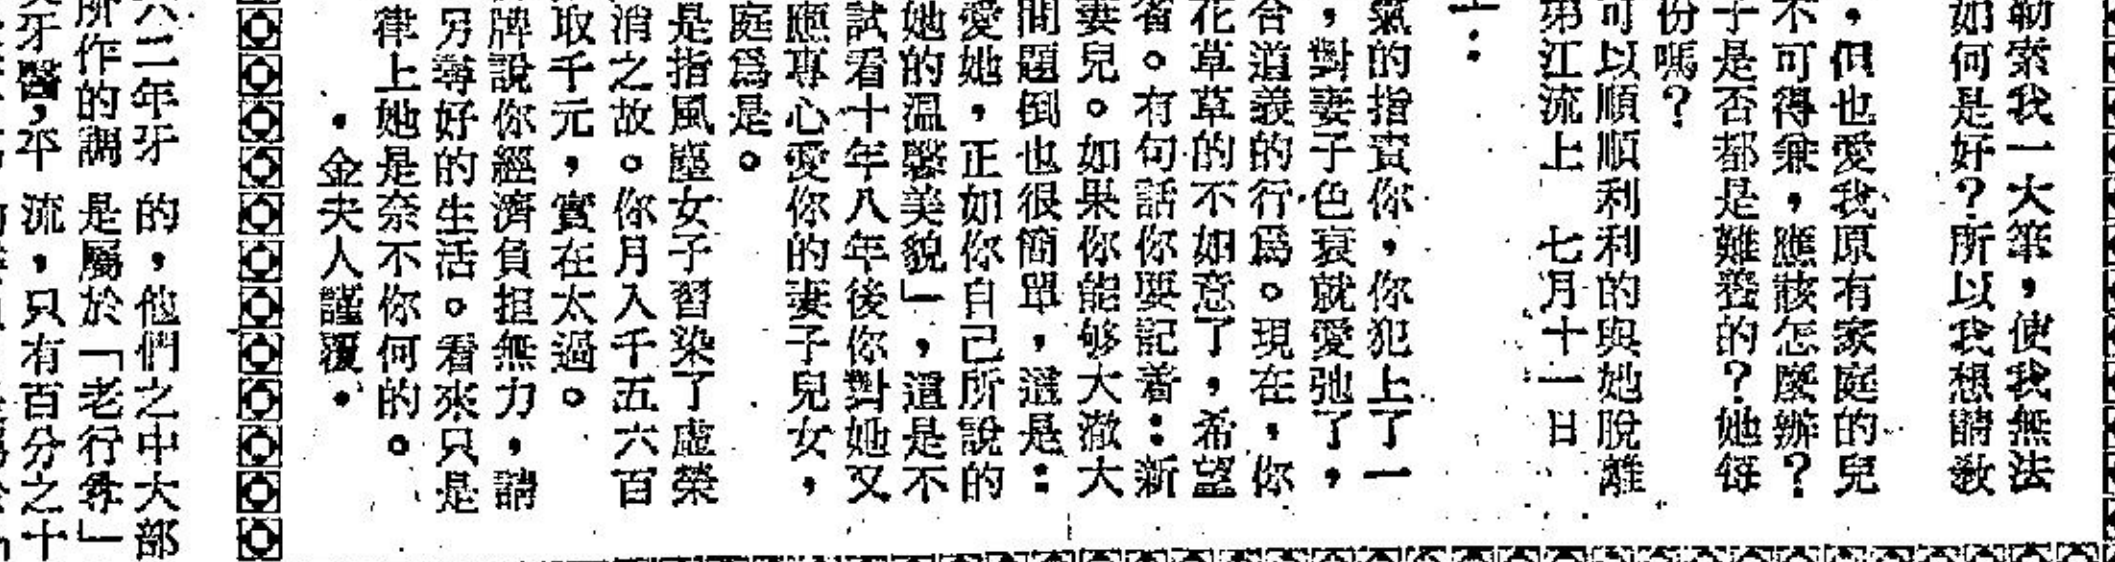 勒索我一大筆，使我無法
如何是好？所以我想請敎
，但也愛我原有家庭的兒
不可得兼，應該怎麼辦？
子是否都是難養的？她每
份嗎？
可以順順利利的與她脫離
弟江流上　七月十一日
上：
氣的指責你，你犯上了一
，對妻子色衰就愛弛了，
合道義的行爲。現在，你
花草草的不如意了，希望
省。有句話你要記着：新
妻兒。如果你能够大澈大
問題倒也很簡單，這是：
愛她，正如你自己所說的
她的溫馨美貌」，這是不
試看十年八年後你對她又
應專心愛你的妻子兒女，
庭爲是。
是指風塵女子習染了虛榮
消之故。你月入千五六百
取千元，實在太過。
牌說你經濟負担無力，請
另尋好的生活。看來只是
律上她是奈不你何的。
・金夫人謹覆・
六二年牙
所作的調
牙醫，平
的，他們之中大部
是屬於「老行尊」
流，只有百分之十